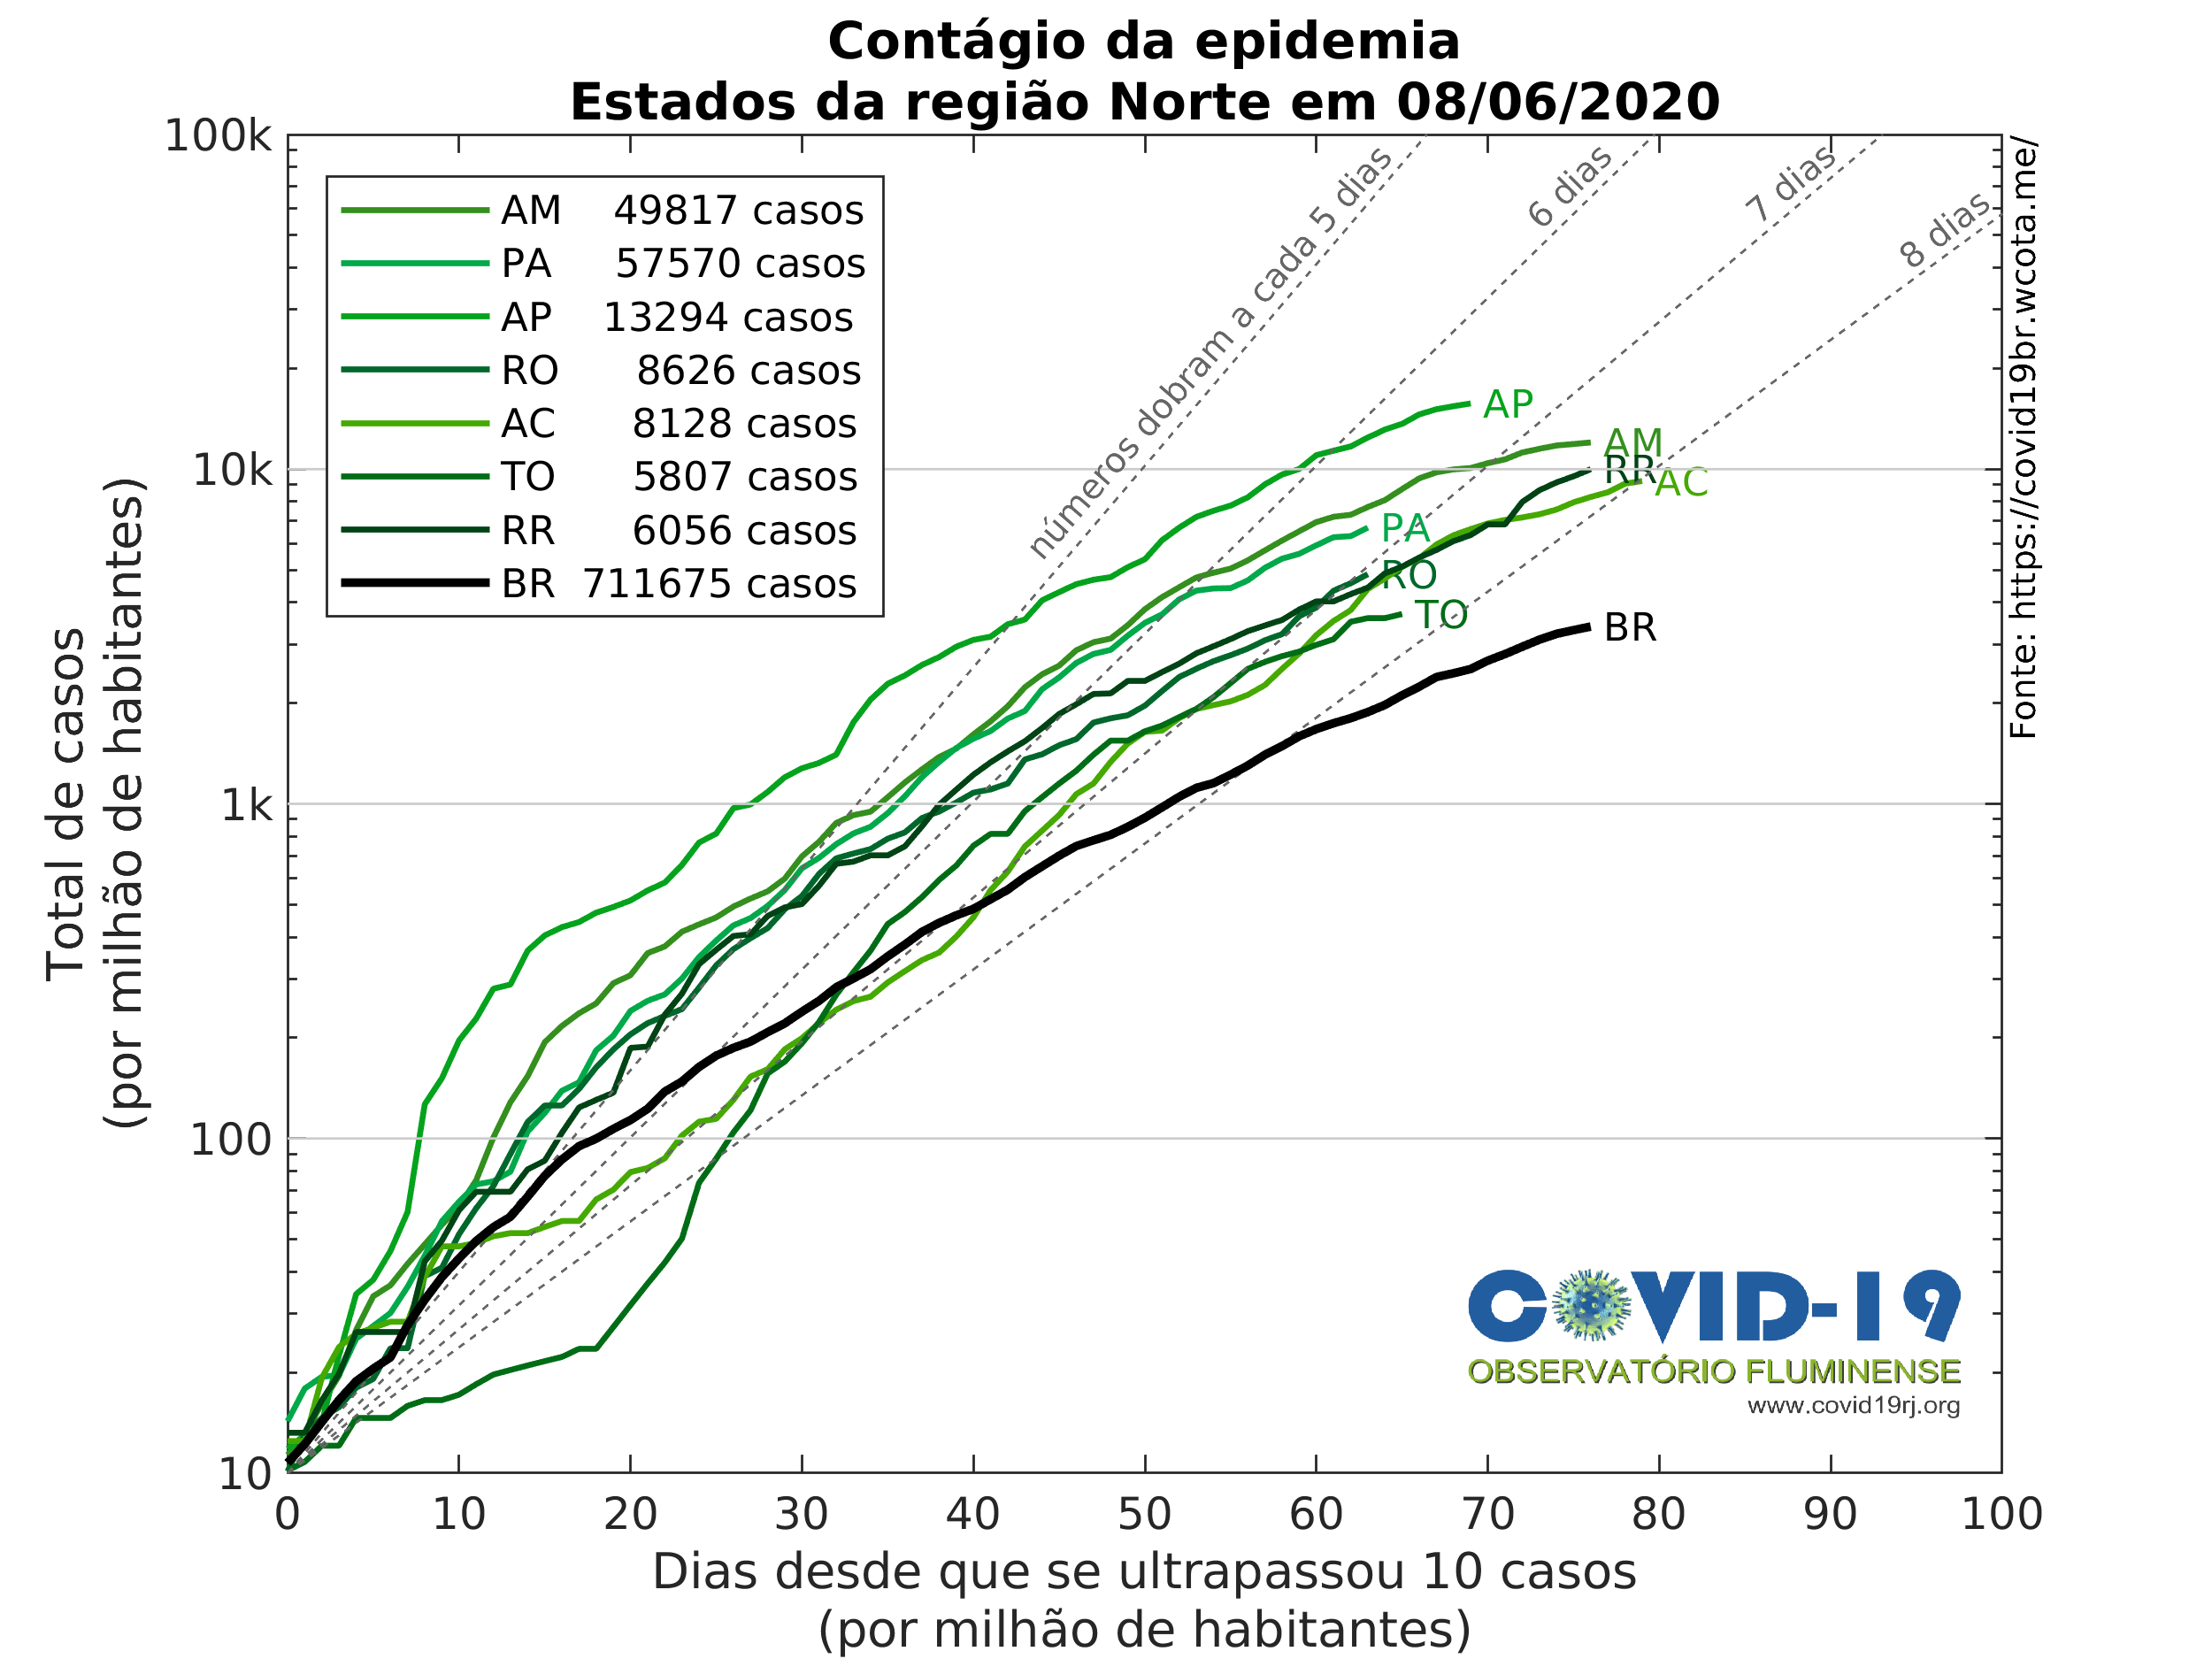 Contágio da epidemia
Estados da região Norte em 08/06/2020
100k
10k
1k
100
10
Total de casos
(por milhão de habitantes)
AM 49817 casos
PA 57570 casos
AP 13294 casos
RO 8626 casos
AC 8128 casos
TO 5807 casos
RR 6056 casos
BR 711675 casos
números dobram a cada 5 dias
6 dias
7 dias
8 dias
AP
AM
RR
AC
PA
RO
TO
BR
Fonte: https://covid19br.wcota.me/
COVID-19
OBSERVATÓRIO FLUMINENSE
www.covid19rj.org
0 10 20 30 40 50 60 70 80 90 100
Dias desde que se ultrapassou 10 casos
(por milhão de habitantes)